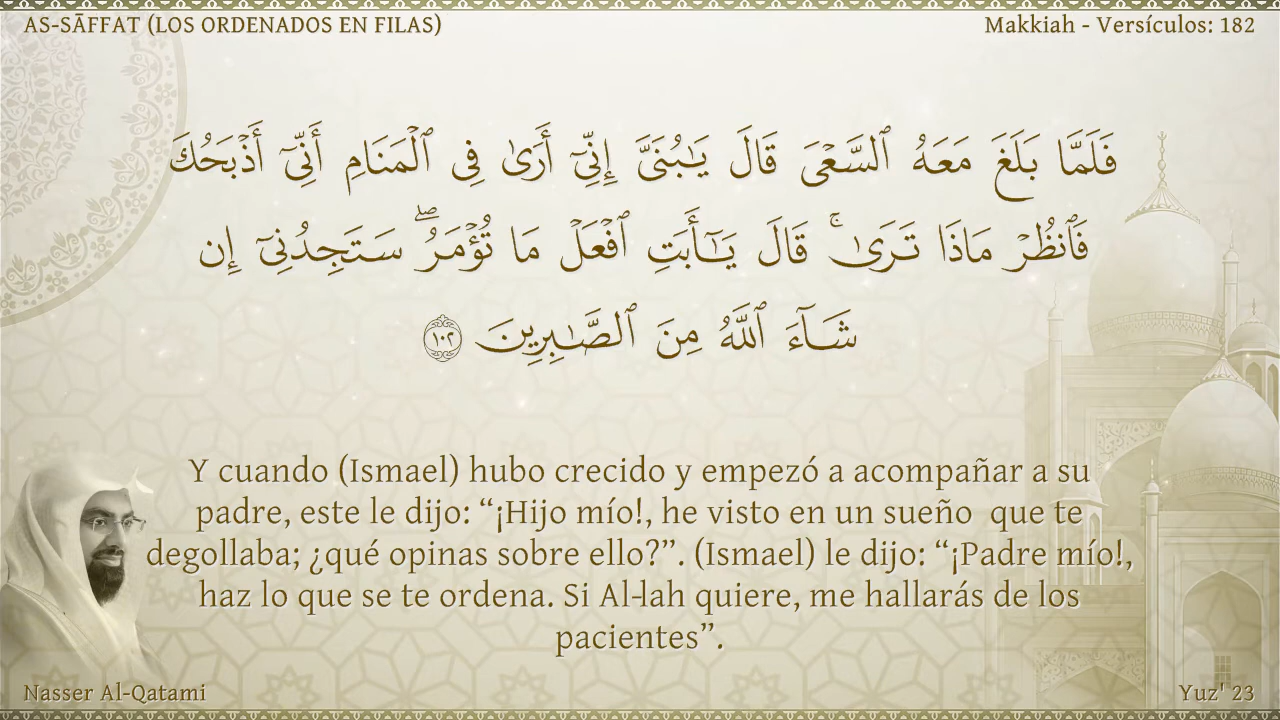 AS-SĀFFAT (LOS ORDENADOS EN FILAS)
Makkiah - Versículos: 182
فَلَمَّا بَلَغَ مَعَهُ ٱلسَّعۡىَ قَالَ يَٰبُنَىَّ إِنِّىٓ أَرَىٰ فِى ٱلۡمَنَامِ أَنِّىٓ أَذۡبَحُكَ
فَٱنظُرۡ مَاذَا تَرَىٰۚ قَالَ يَٰٓأَبَتِ ٱفۡعَلۡ مَا تُؤۡمَرُۖ سَتَجِدُنِىٓ إِن
شَآءَ ٱللَّهُ مِنَ ٱلصَّٰبِرِينَ ١٠٢
Y cuando (Ismael) hubo crecido y empezó a acompañar a su
padre, este le dijo: “¡Hijo mío!, he visto en un sueño  que te
degollaba; ¿qué opinas sobre ello?”. (Ismael) le dijo: “¡Padre mío!,
haz lo que se te ordena. Si Al-lah quiere, me hallarás de los
pacientes”.
Nasser Al-Qatami
Yuz' 23